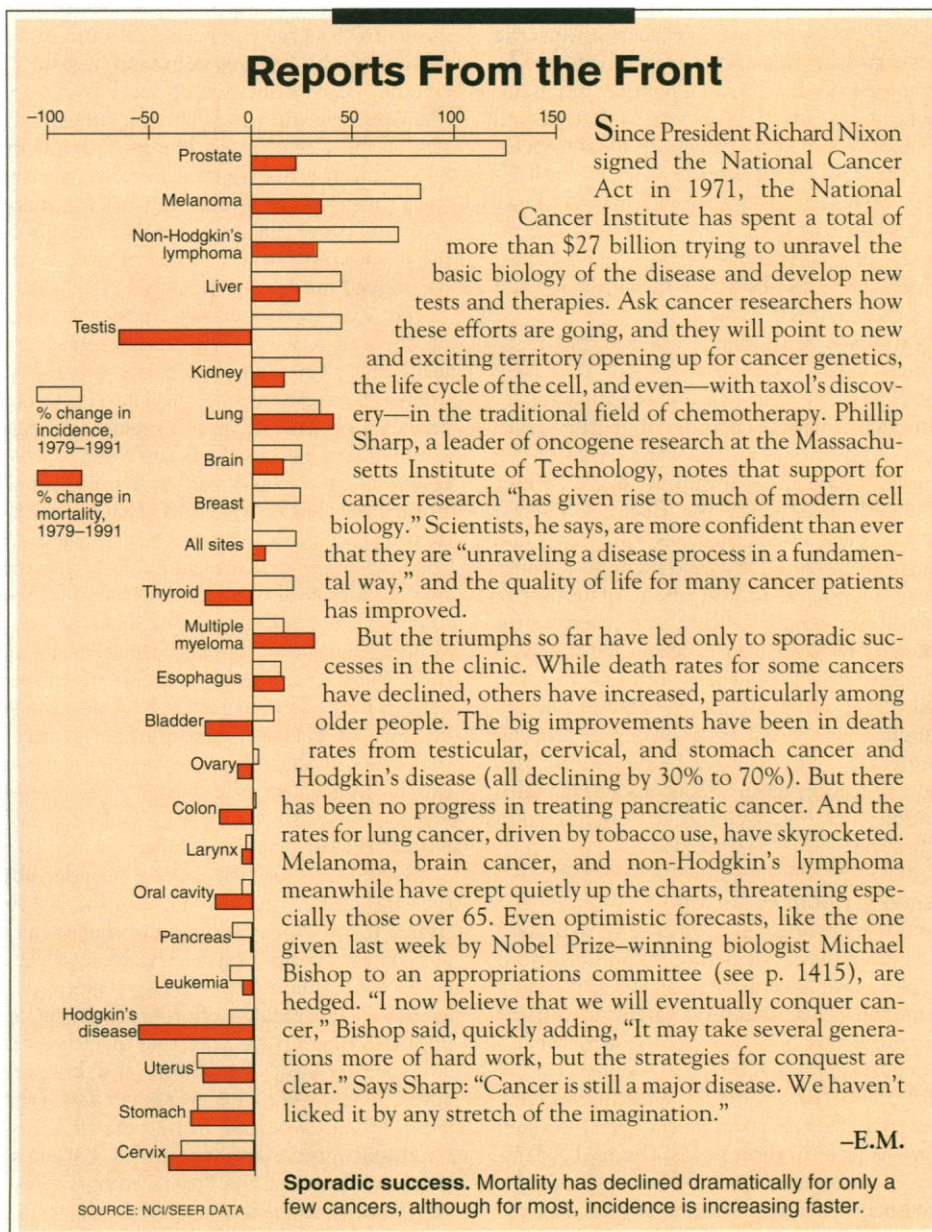 Reports From the Front
–100 –50 0 50 100 150
Prostate
Melanoma
Non-Hodgkin's
lymphoma
Liver
Testis
Kidney
Lung
Brain
Breast
All sites
Thyroid
Multiple
myeloma
Esophagus
Bladder
Ovary
Colon
Larynx
Oral cavity
Pancreas
Leukemia
Hodgkin's
disease
Uterus
Stomach
Cervix
% change in
incidence,
1979–1991
% change in
mortality,
1979–1991
SOURCE: NCI/SEER DATA
Since President Richard Nixon
signed the National Cancer
Act in 1971, the National
Cancer Institute has spent a total of
more than $27 billion trying to unravel the
basic biology of the disease and develop new
tests and therapies. Ask cancer researchers how
these efforts are going, and they will point to new
and exciting territory opening up for cancer genetics,
the life cycle of the cell, and even—with taxol's discov-
ery—in the traditional field of chemotherapy. Phillip
Sharp, a leader of oncogene research at the Massachu-
setts Institute of Technology, notes that support for
cancer research “has given rise to much of modern cell
biology.” Scientists, he says, are more confident than ever
that they are “unraveling a disease process in a fundamen-
tal way,” and the quality of life for many cancer patients
has improved.
But the triumphs so far have led only to sporadic suc-
cesses in the clinic. While death rates for some cancers
have declined, others have increased, particularly among
older people. The big improvements have been in death
rates from testicular, cervical, and stomach cancer and
Hodgkin's disease (all declining by 30% to 70%). But there
has been no progress in treating pancreatic cancer. And the
rates for lung cancer, driven by tobacco use, have skyrocketed.
Melanoma, brain cancer, and non-Hodgkin's lymphoma
meanwhile have crept quietly up the charts, threatening espe-
cially those over 65. Even optimistic forecasts, like the one
given last week by Nobel Prize–winning biologist Michael
Bishop to an appropriations committee (see p. 1415), are
hedged. “I now believe that we will eventually conquer can-
cer,” Bishop said, quickly adding, “It may take several genera-
tions more of hard work, but the strategies for conquest are
clear.” Says Sharp: “Cancer is still a major disease. We haven't
licked it by any stretch of the imagination.”
–E.M.
Sporadic success. Mortality has declined dramatically for only a
few cancers, although for most, incidence is increasing faster.